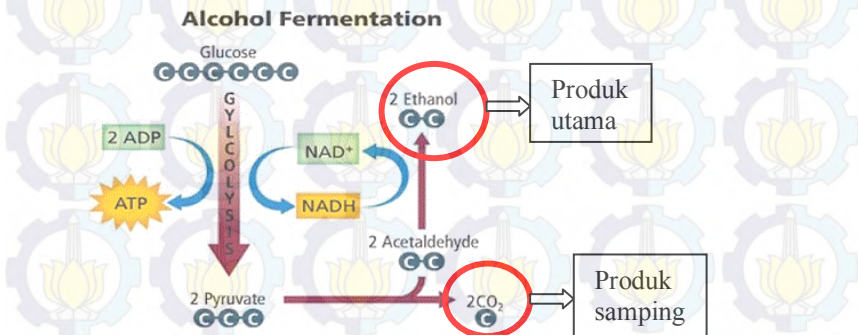 Alcohol Fermentation
Glucose
C C C C C C
GYLCOLYSIS
2 ADP
ATP
NAD+
NADH
2 Ethanol
C C
Produk
utama
2 Acetaldehyde
C C
2 Pyruvate
C C C
2CO₂
C
Produk
samping